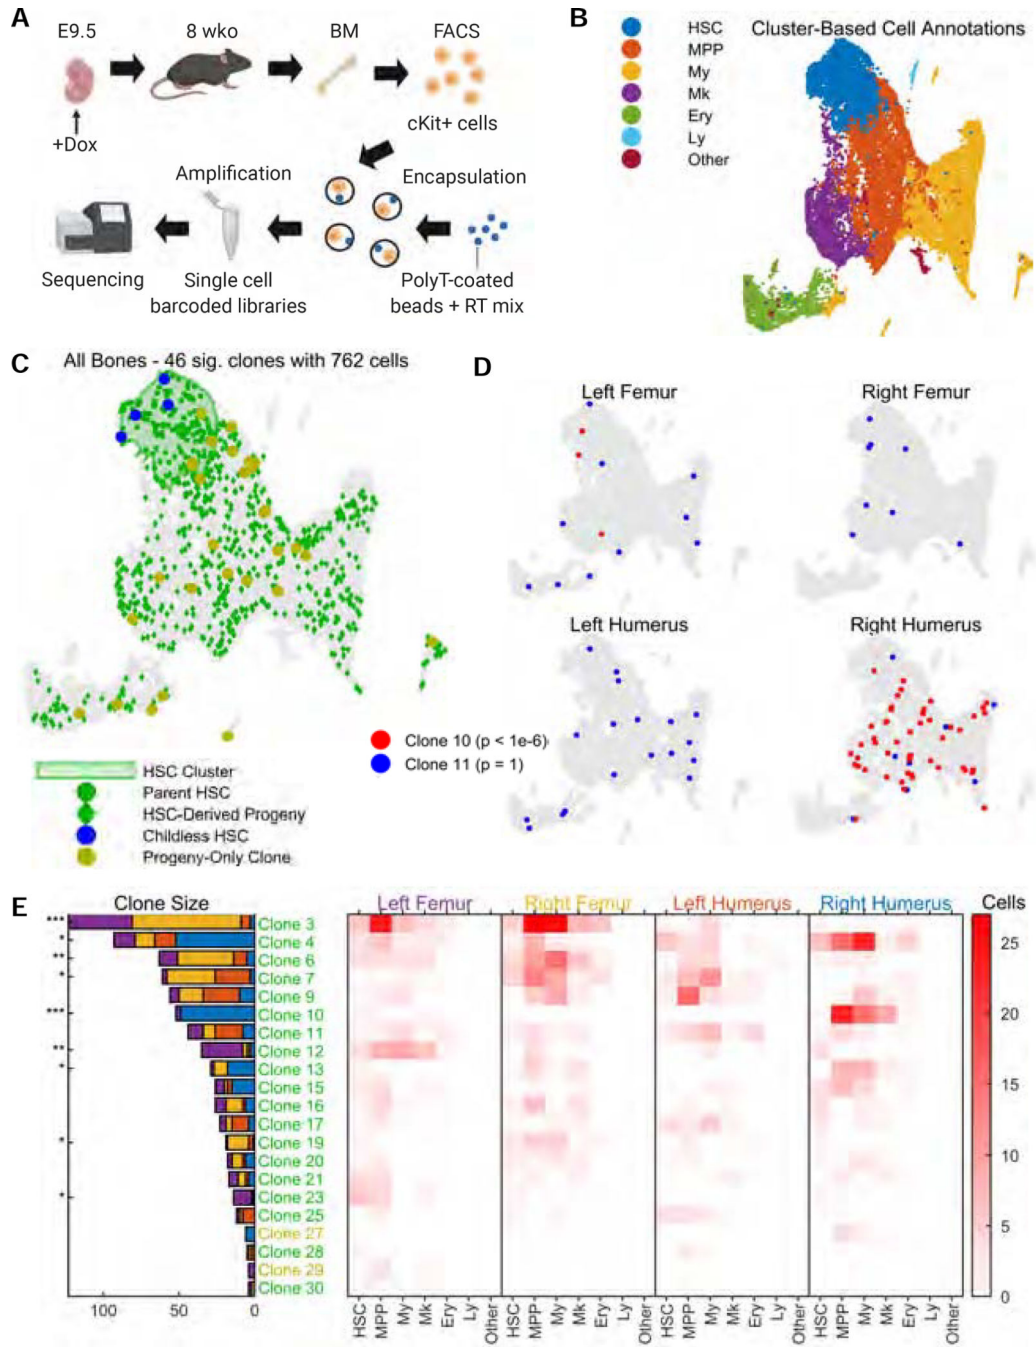 A
E9.5
8 wko
BM
FACS
+Dox
cKit+ cells
Amplification
Encapsulation
Sequencing
Single cell
barcoded libraries
PolyT-coated
beads + RT mix
B
Cluster-Based Cell Annotations
HSC
MPP
My
Mk
Ery
Ly
Other
C
All Bones - 46 sig. clones with 762 cells
HSC Cluster
Parent HSC
HSC-Derived Progeny
Childless HSC
Progeny-Only Clone
D
Left Femur
Right Femur
Left Humerus
Right Humerus
Clone 10 (p < 1e-6)
Clone 11 (p = 1)
E
Clone Size
Left Femur
Right Femur
Left Humerus
Right Humerus
Cells
*** Clone 3
* Clone 4
** Clone 6
* Clone 7
Clone 9
*** Clone 10
Clone 11
** Clone 12
* Clone 13
Clone 15
Clone 16
Clone 17
* Clone 19
Clone 20
Clone 21
* Clone 23
Clone 25
Clone 27
Clone 28
Clone 29
Clone 30
100 50 0
HSC MPP My Mk Ery Ly Other
HSC MPP My Mk Ery Ly Other
HSC MPP My Mk Ery Ly Other
HSC MPP My Mk Ery Ly Other
25
20
15
10
5
0